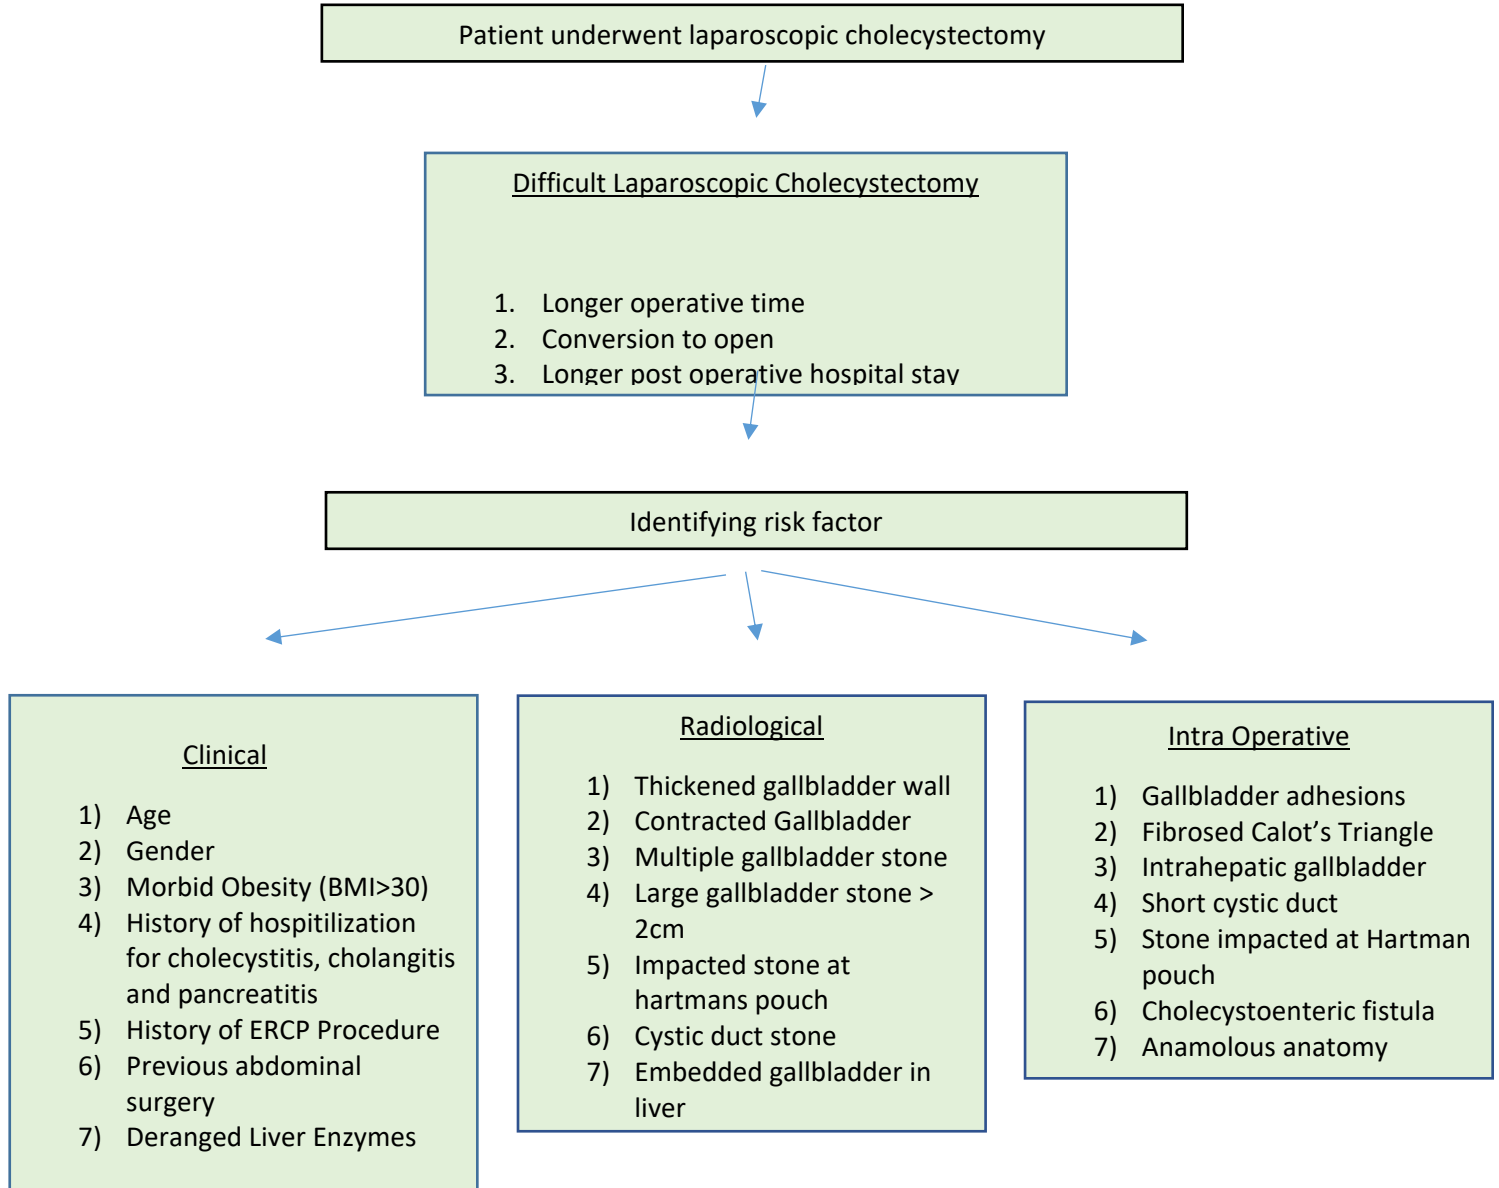 Patient underwent laparoscopic cholecystectomy
Difficult Laparoscopic Cholecystectomy
1. Longer operative time
2. Conversion to open
3. Longer post operative hospital stay
Identifying risk factor
Clinical
1) Age
2) Gender
3) Morbid Obesity (BMI>30)
4) History of hospitilization
for cholecystitis, cholangitis
and pancreatitis
5) History of ERCP Procedure
6) Previous abdominal
surgery
7) Deranged Liver Enzymes
Radiological
1) Thickened gallbladder wall
2) Contracted Gallbladder
3) Multiple gallbladder stone
4) Large gallbladder stone >
2cm
5) Impacted stone at
hartmans pouch
6) Cystic duct stone
7) Embedded gallbladder in
liver
Intra Operative
1) Gallbladder adhesions
2) Fibrosed Calot’s Triangle
3) Intrahepatic gallbladder
4) Short cystic duct
5) Stone impacted at Hartman
pouch
6) Cholecystoenteric fistula
7) Anamolous anatomy